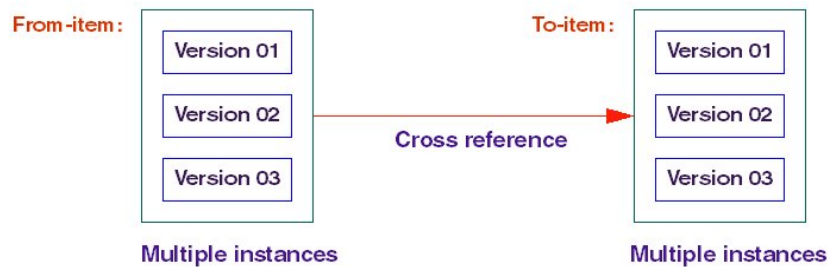 From-item:
Version 01
Version 02
Version 03
Multiple instances
Cross reference
To-item:
Version 01
Version 02
Version 03
Multiple instances